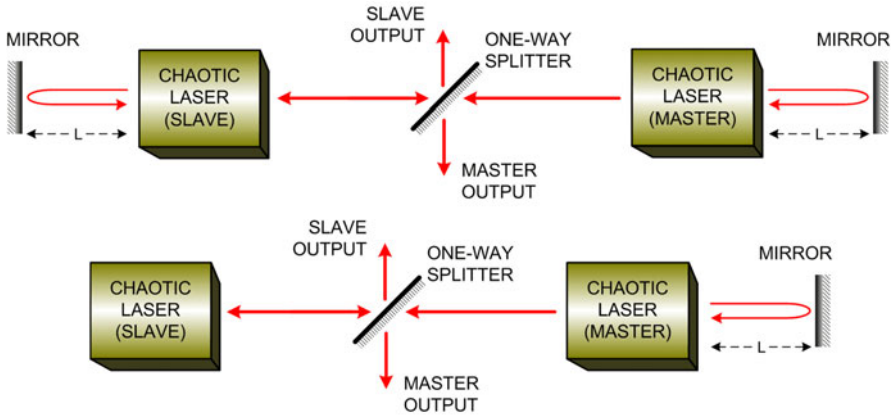 SLAVE
OUTPUT
MIRROR
ONE-WAY
SPLITTER
MIRROR
CHAOTIC
LASER
(SLAVE)
CHAOTIC
LASER
(MASTER)
L
L
MASTER
OUTPUT
SLAVE
OUTPUT
ONE-WAY
SPLITTER
MIRROR
CHAOTIC
LASER
(SLAVE)
CHAOTIC
LASER
(MASTER)
L
MASTER
OUTPUT